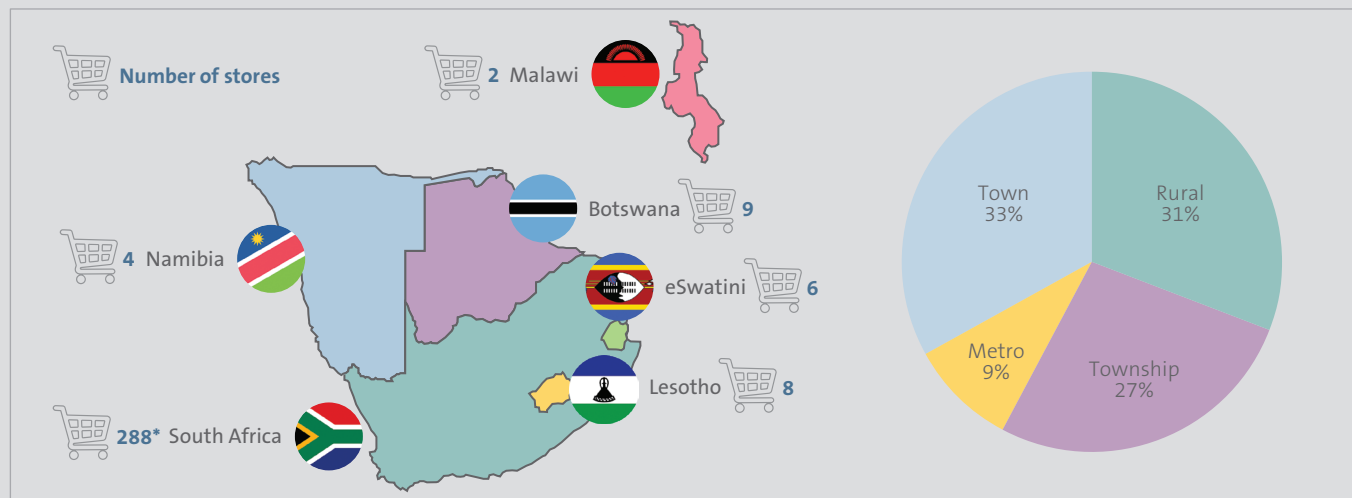 Number of stores
2 Malawi
Botswana 9
4 Namibia
eSwatini 6
Lesotho 8
288* South Africa
Town
33%
Rural
31%
Metro
9%
Township
27%